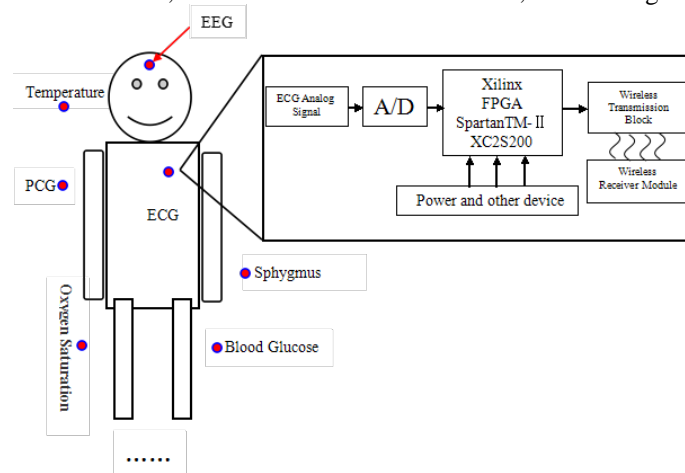 EEG
Temperature
PCG
ECG
Sphygmus
Oxygen Saturation
Blood Glucose
......
ECG Analog
Signal
A/D
Xilinx
FPGA
SpartanTM-Ⅱ
XC2S200
Wireless
Transmission
Block
Wireless
Receiver Module
Power and other device